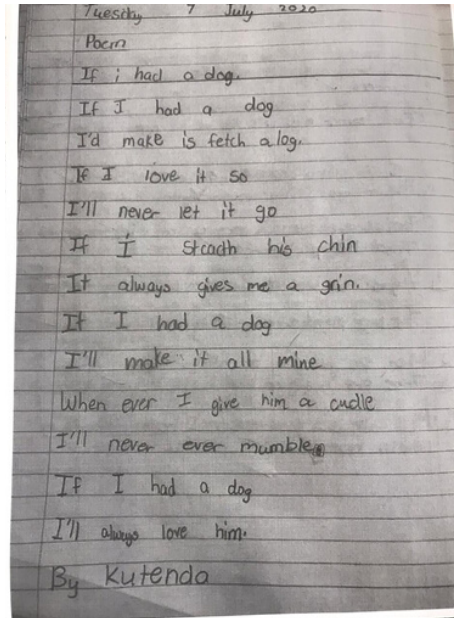 Tuesday 7 July 2020
Poem
If i had a dog.
If I had a dog
I'd make is fetch a log.
If I love it so
I'll never let it go
If I stcath his chin
It always gives me a grin.
If I had a dog
I'll make it all mine
When ever I give him a cudle
I'll never ever mumble
If I had a dog
I'll always love him.
By Kutenda